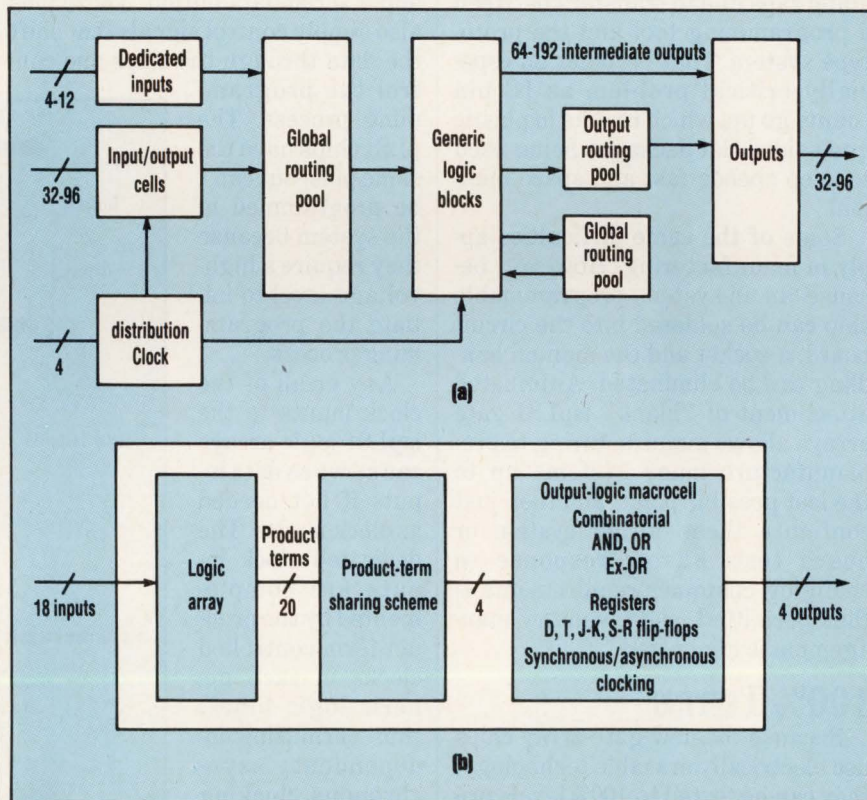 Dedicated
inputs
4-12
Input/output
cells
32-96
distribution
Clock
4
Global
routing
pool
Generic
logic
blocks
64-192 intermediate outputs
Output
routing
pool
Global
routing
pool
Outputs
32-96
(a)
18 inputs
Logic
array
Product
terms
20
Product-term
sharing scheme
4
Output-logic macrocell
Combinatorial
AND, OR
Ex-OR
Registers
D, T, J-K, S-R flip-flops
Synchronous/asynchronous
clocking
4 outputs
(b)